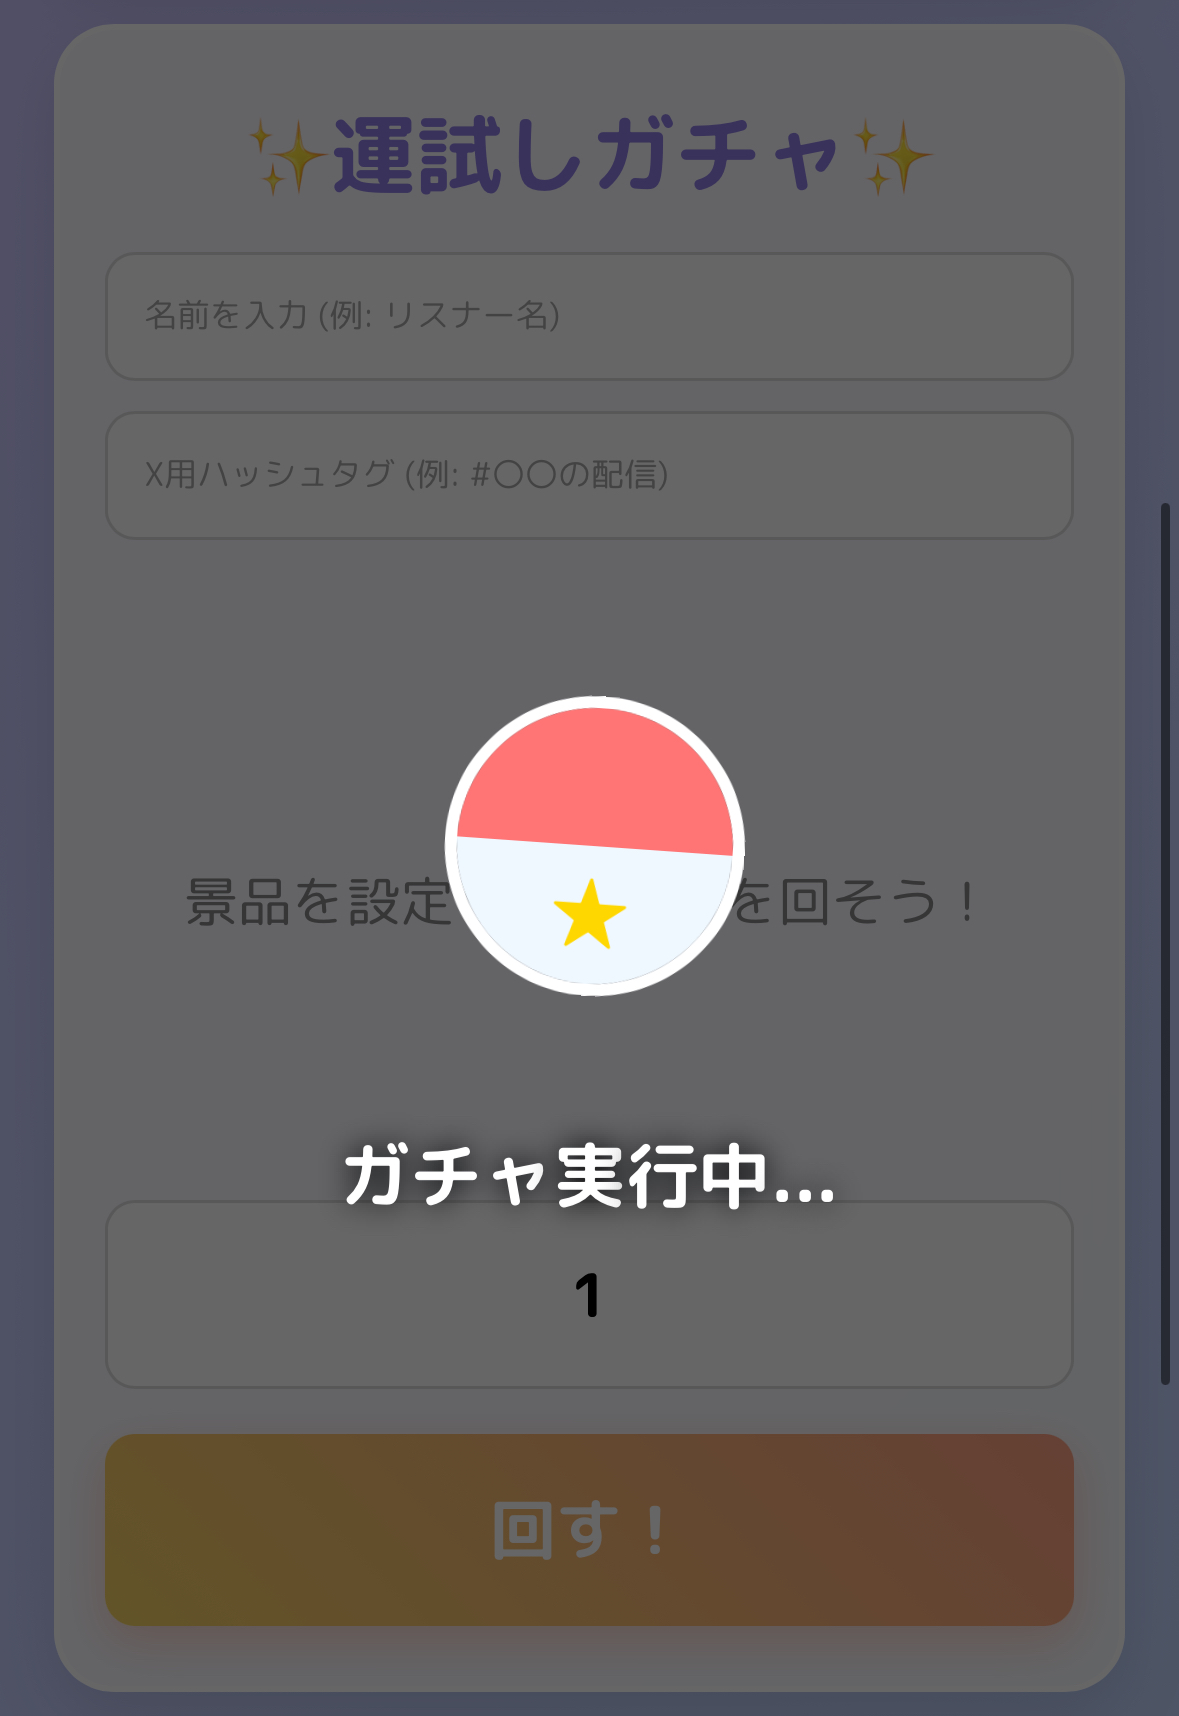 ✨運試しガチャ✨
名前を入力 (例: リスナー名)
X用ハッシュタグ (例: #〇〇の配信)
景品を設定
を回そう！
ガチャ実行中...
1
回す！